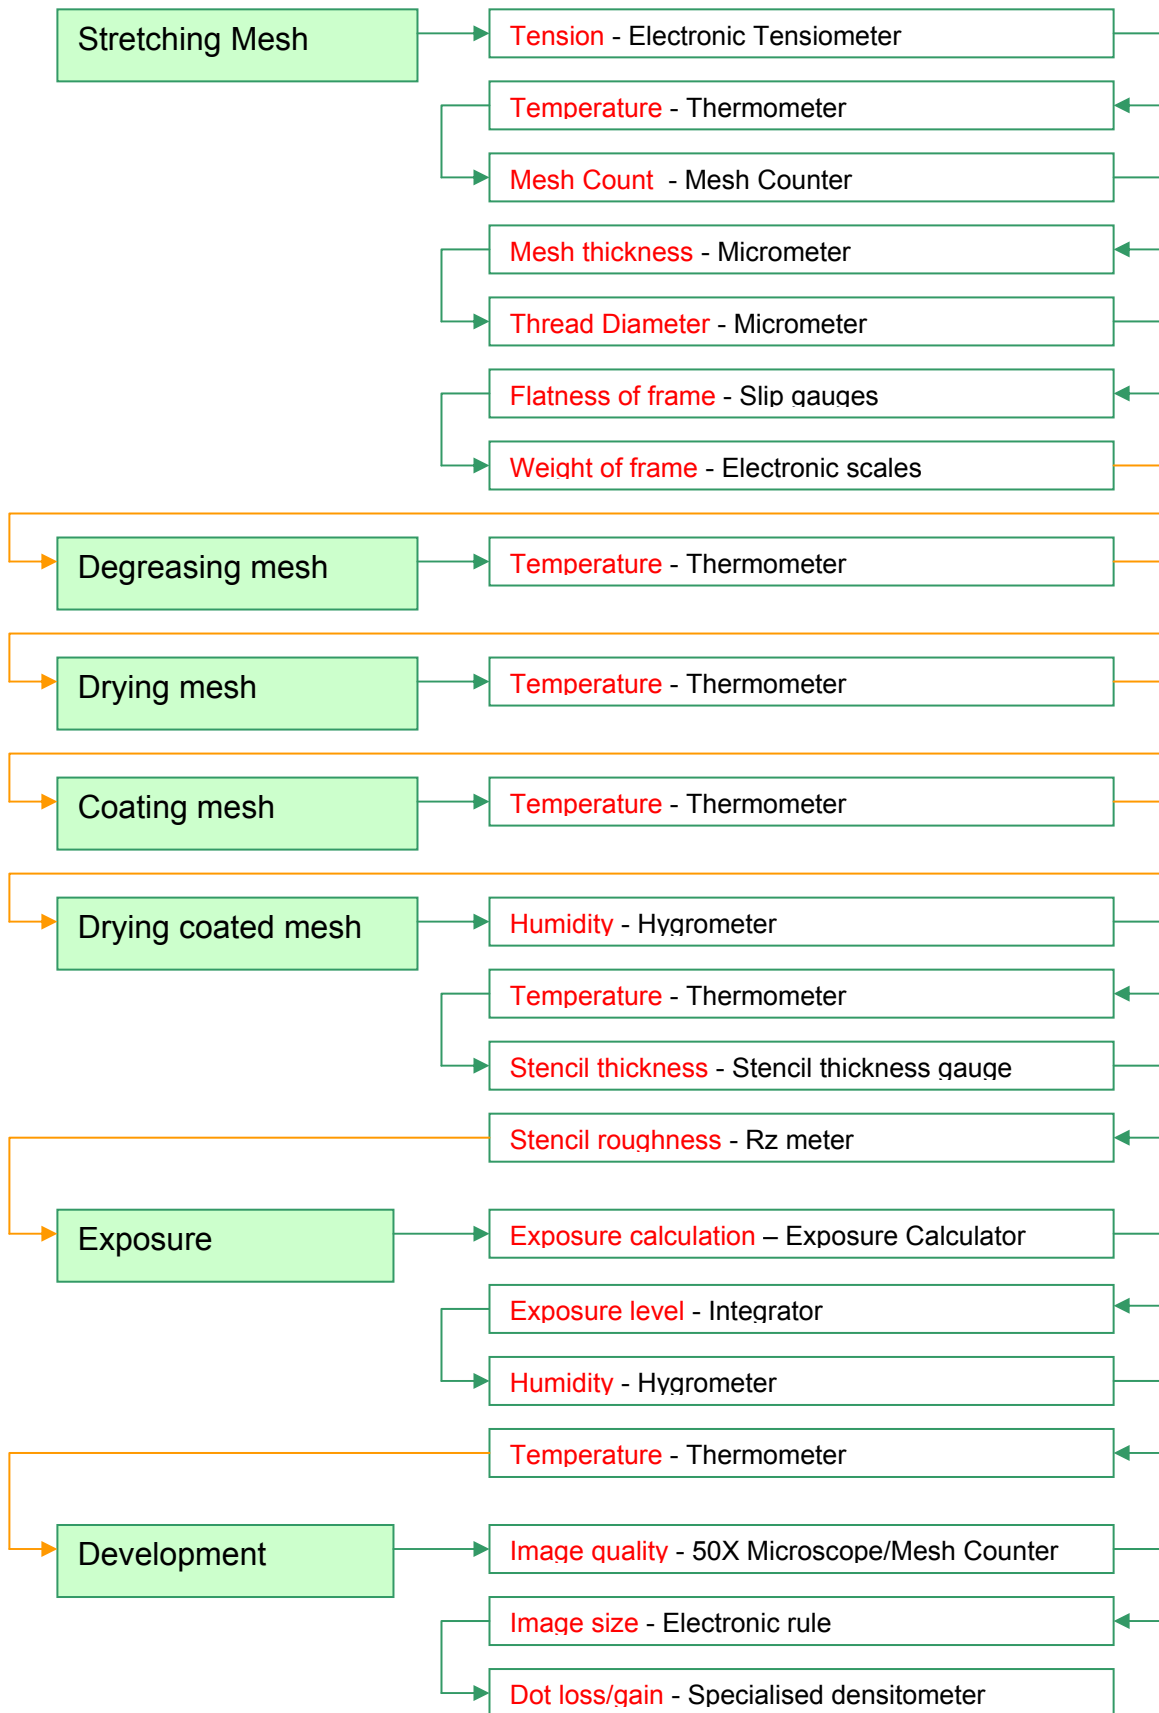 Stretching Mesh
Tension - Electronic Tensiometer
Temperature - Thermometer
Mesh Count - Mesh Counter
Mesh thickness - Micrometer
Thread Diameter - Micrometer
Flatness of frame - Slip gauges
Weight of frame - Electronic scales
Degreasing mesh
Temperature - Thermometer
Drying mesh
Temperature - Thermometer
Coating mesh
Temperature - Thermometer
Drying coated mesh
Humidity - Hygrometer
Temperature - Thermometer
Stencil thickness - Stencil thickness gauge
Stencil roughness - Rz meter
Exposure
Exposure calculation – Exposure Calculator
Exposure level - Integrator
Humidity - Hygrometer
Temperature - Thermometer
Development
Image quality - 50X Microscope/Mesh Counter
Image size - Electronic rule
Dot loss/gain - Specialised densitometer